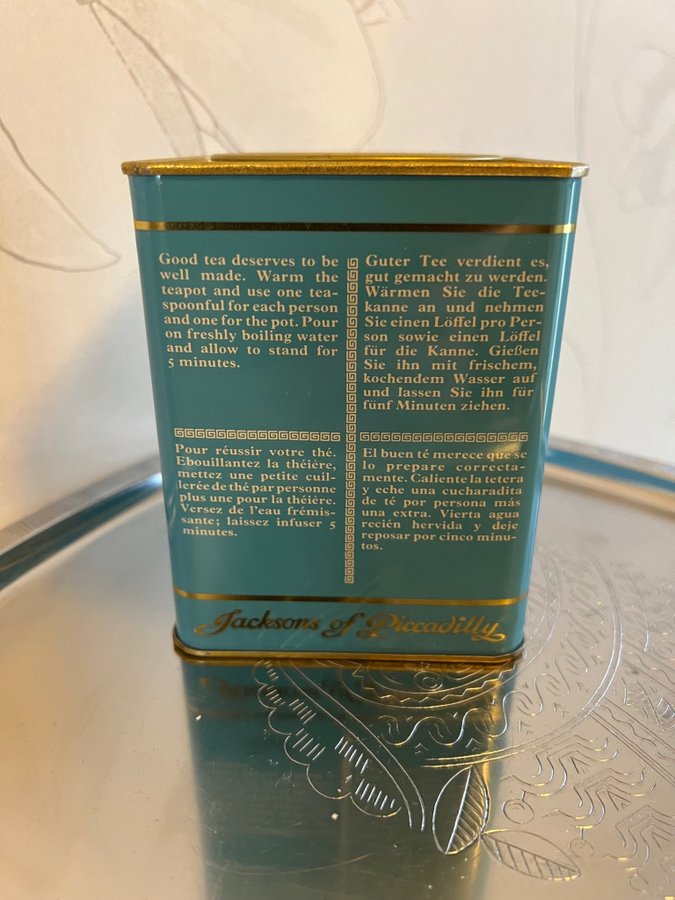 Good tea deserves to be
well made. Warm the
teapot and use one tea-
spoonful for each person
and one for the pot. Pour
on freshly boiling water
and allow to stand for
5 minutes.
Guter Tee verdient es,
gut gemacht zu werden.
Wärmen Sie die Tee-
kanne an und nehmen
Sie einen Löffel pro Per-
son sowie einen Löffel
für die Kanne. Gießen
Sie ihn mit frischem,
kochendem Wasser auf
und lassen Sie ihn für
fünf Minuten ziehen.
Pour réussir votre thé.
Ebouillantez la théière,
mettez une petite cuil-
lerée de thé par personne
plus une pour la théière.
Versez de l'eau frémis-
sante; laissez infuser 5
minutes.
El buen té merece que se
lo prepare correcta-
mente. Caliente la tetera
y eche una cucharadita
de té por persona más
una extra. Vierta agua
recién hervida y deje
reposar por cinco minu-
tos.
Jacksons of Piccadilly